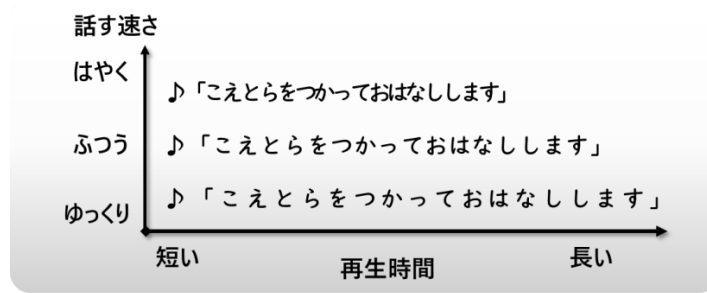 話す速さ
はやく
♪「こえとらをつかっておはなしします」
ふつう
♪「こえとらをつかっておはなしします」
ゆっくり
♪「こえとらをつかっておはなしします」
短い
再生時間
長い